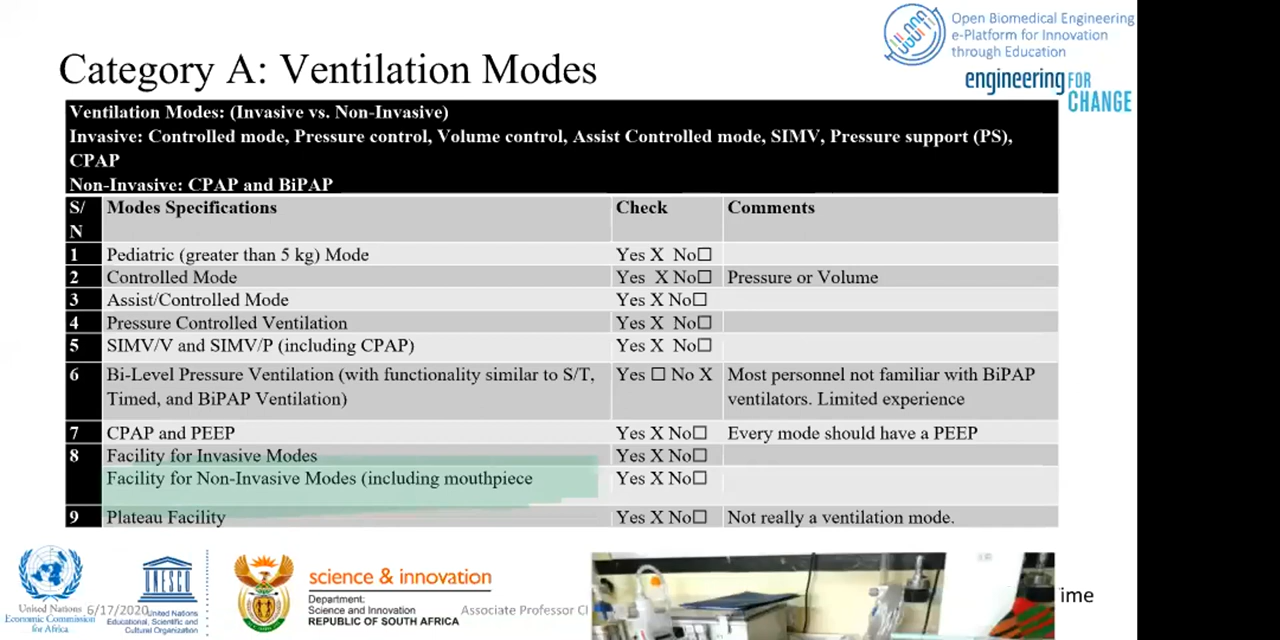 Open Biomedical Engineering
e-Platform for Innovation
through Education
engineering FOR
CHANGE
Category A: Ventilation Modes
Ventilation Modes: (Invasive vs. Non-Invasive)
Invasive: Controlled mode, Pressure control, Volume control, Assist Controlled mode, SIMV, Pressure support (PS),
CPAP
Non-Invasive: CPAP and BiPAP
S/ Modes Specifications Check Comments
N
1 Pediatric (greater than 5 kg) Mode Yes X No☐
2 Controlled Mode Yes X No☐ Pressure or Volume
3 Assist/Controlled Mode Yes X No☐
4 Pressure Controlled Ventilation Yes X No☐
5 SIMV/V and SIMV/P (including CPAP) Yes X No☐
6 Bi-Level Pressure Ventilation (with functionality similar to S/T, Yes ☐ No X Most personnel not familiar with BiPAP
Timed, and BiPAP Ventilation) ventilators. Limited experience
7 CPAP and PEEP Yes X No☐ Every mode should have a PEEP
8 Facility for Invasive Modes Yes X No☐
Facility for Non-Invasive Modes (including mouthpiece Yes X No☐
9 Plateau Facility Yes X No☐ Not really a ventilation mode.
United Nations
Economic Commission
for Africa
6/17/2020
UNESCO
United Nations
Educational, Scientific and
Cultural Organization
science & innovation
Department:
Science and Innovation
REPUBLIC OF SOUTH AFRICA
Associate Professor